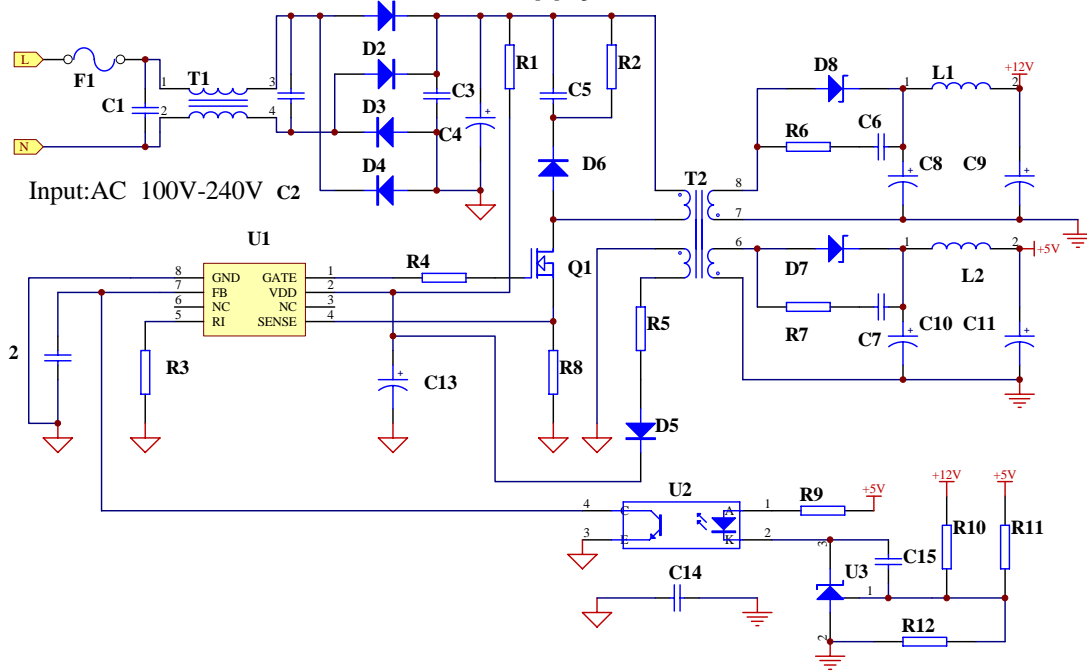 L
F1
C1
1
T1
3
2
4
N
D2
D3
D4
C3
C4
+
R1
C5
R2
D6
Input:AC 100V-240V C2
T2
8
7
6
D8
1
L1
2
+12V
R6
C6
C8
C9
+
+
D7
1
L2
2
+5V
R7
C7
C10
C11
+
+
U1
8 GND GATE 1
7 FB VDD 2
6 NC NC 3
5 RI SENSE 4
R4
Q1
R5
2
R3
C13
+
R8
D5
U2
4 C A 1
3 E K 2
R9
+5V
+12V
+5V
R10
R11
C15
3
U3
1
2
R12
C14